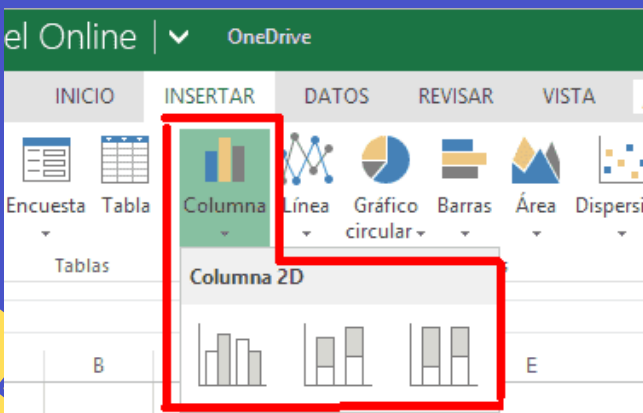 el Online | OneDrive
INICIO INSERTAR DATOS REVISAR VISTA
Encuesta Tabla Columna Línea Gráfico circular Barras Área Dispersi
Tablas
Columna 2D
B E